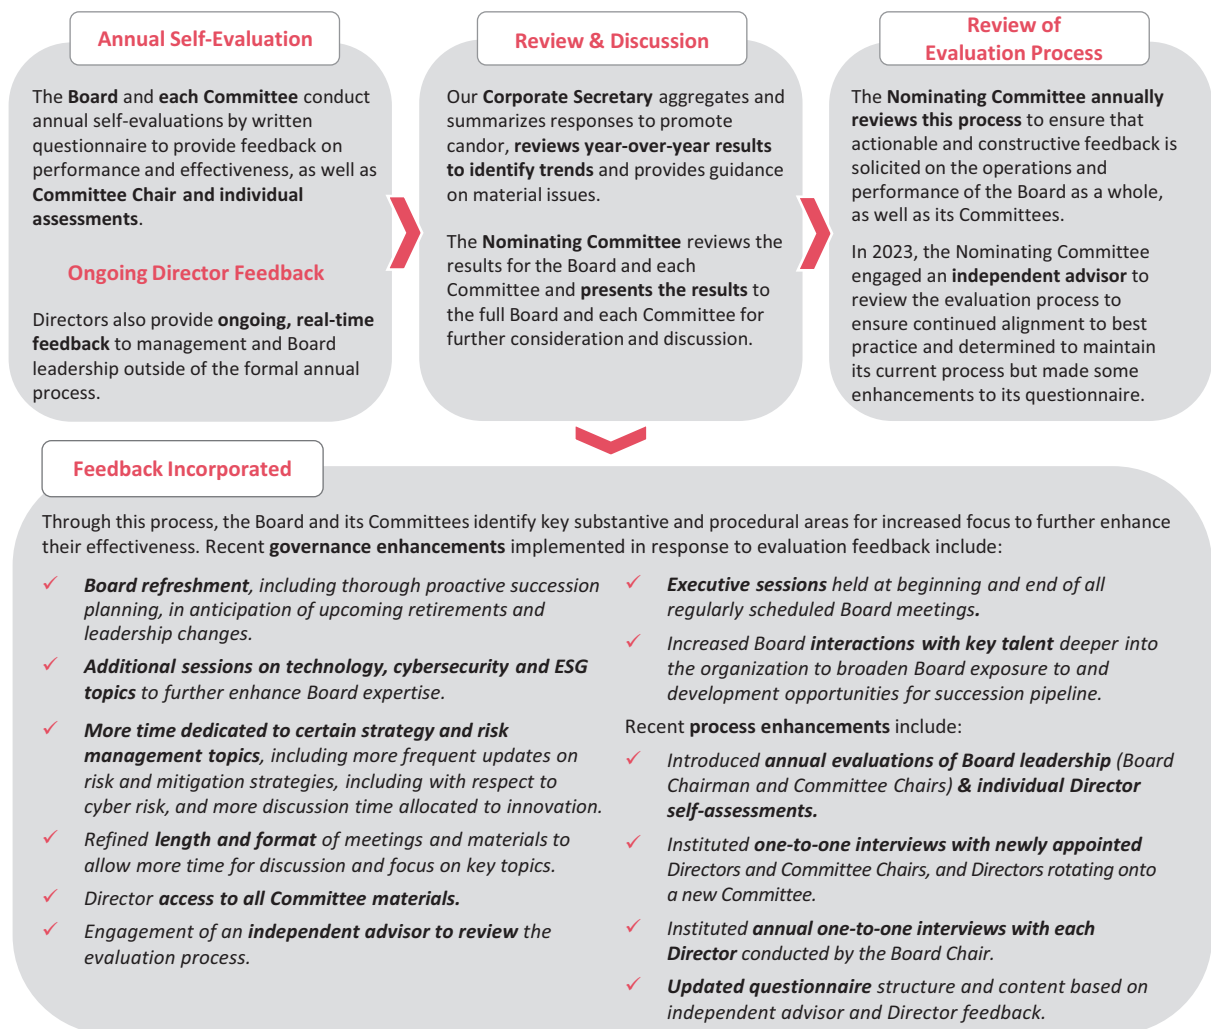 Annual Self-Evaluation
The Board and each Committee conduct
annual self-evaluations by written
questionnaire to provide feedback on
performance and effectiveness, as well as
Committee Chair and individual
assessments.
Ongoing Director Feedback
Directors also provide ongoing, real-time
feedback to management and Board
leadership outside of the formal annual
process.
Review & Discussion
Our Corporate Secretary aggregates and
summarizes responses to promote
candor, reviews year-over-year results
to identify trends and provides guidance
on material issues.
The Nominating Committee reviews the
results for the Board and each
Committee and presents the results to
the full Board and each Committee for
further consideration and discussion.
Review of
Evaluation Process
The Nominating Committee annually
reviews this process to ensure that
actionable and constructive feedback is
solicited on the operations and
performance of the Board as a whole,
as well as its Committees.
In 2023, the Nominating Committee
engaged an independent advisor to
review the evaluation process to
ensure continued alignment to best
practice and determined to maintain
its current process but made some
enhancements to its questionnaire.
Feedback Incorporated
Through this process, the Board and its Committees identify key substantive and procedural areas for increased focus to further enhance
their effectiveness. Recent governance enhancements implemented in response to evaluation feedback include:
✓ Board refreshment, including thorough proactive succession
planning, in anticipation of upcoming retirements and
leadership changes.
✓ Additional sessions on technology, cybersecurity and ESG
topics to further enhance Board expertise.
✓ More time dedicated to certain strategy and risk
management topics, including more frequent updates on
risk and mitigation strategies, including with respect to
cyber risk, and more discussion time allocated to innovation.
✓ Refined length and format of meetings and materials to
allow more time for discussion and focus on key topics.
✓ Director access to all Committee materials.
✓ Engagement of an independent advisor to review the
evaluation process.
✓ Executive sessions held at beginning and end of all
regularly scheduled Board meetings.
✓ Increased Board interactions with key talent deeper into
the organization to broaden Board exposure to and
development opportunities for succession pipeline.
Recent process enhancements include:
✓ Introduced annual evaluations of Board leadership (Board
Chairman and Committee Chairs) & individual Director
self-assessments.
✓ Instituted one-to-one interviews with newly appointed
Directors and Committee Chairs, and Directors rotating onto
a new Committee.
✓ Instituted annual one-to-one interviews with each
Director conducted by the Board Chair.
✓ Updated questionnaire structure and content based on
independent advisor and Director feedback.